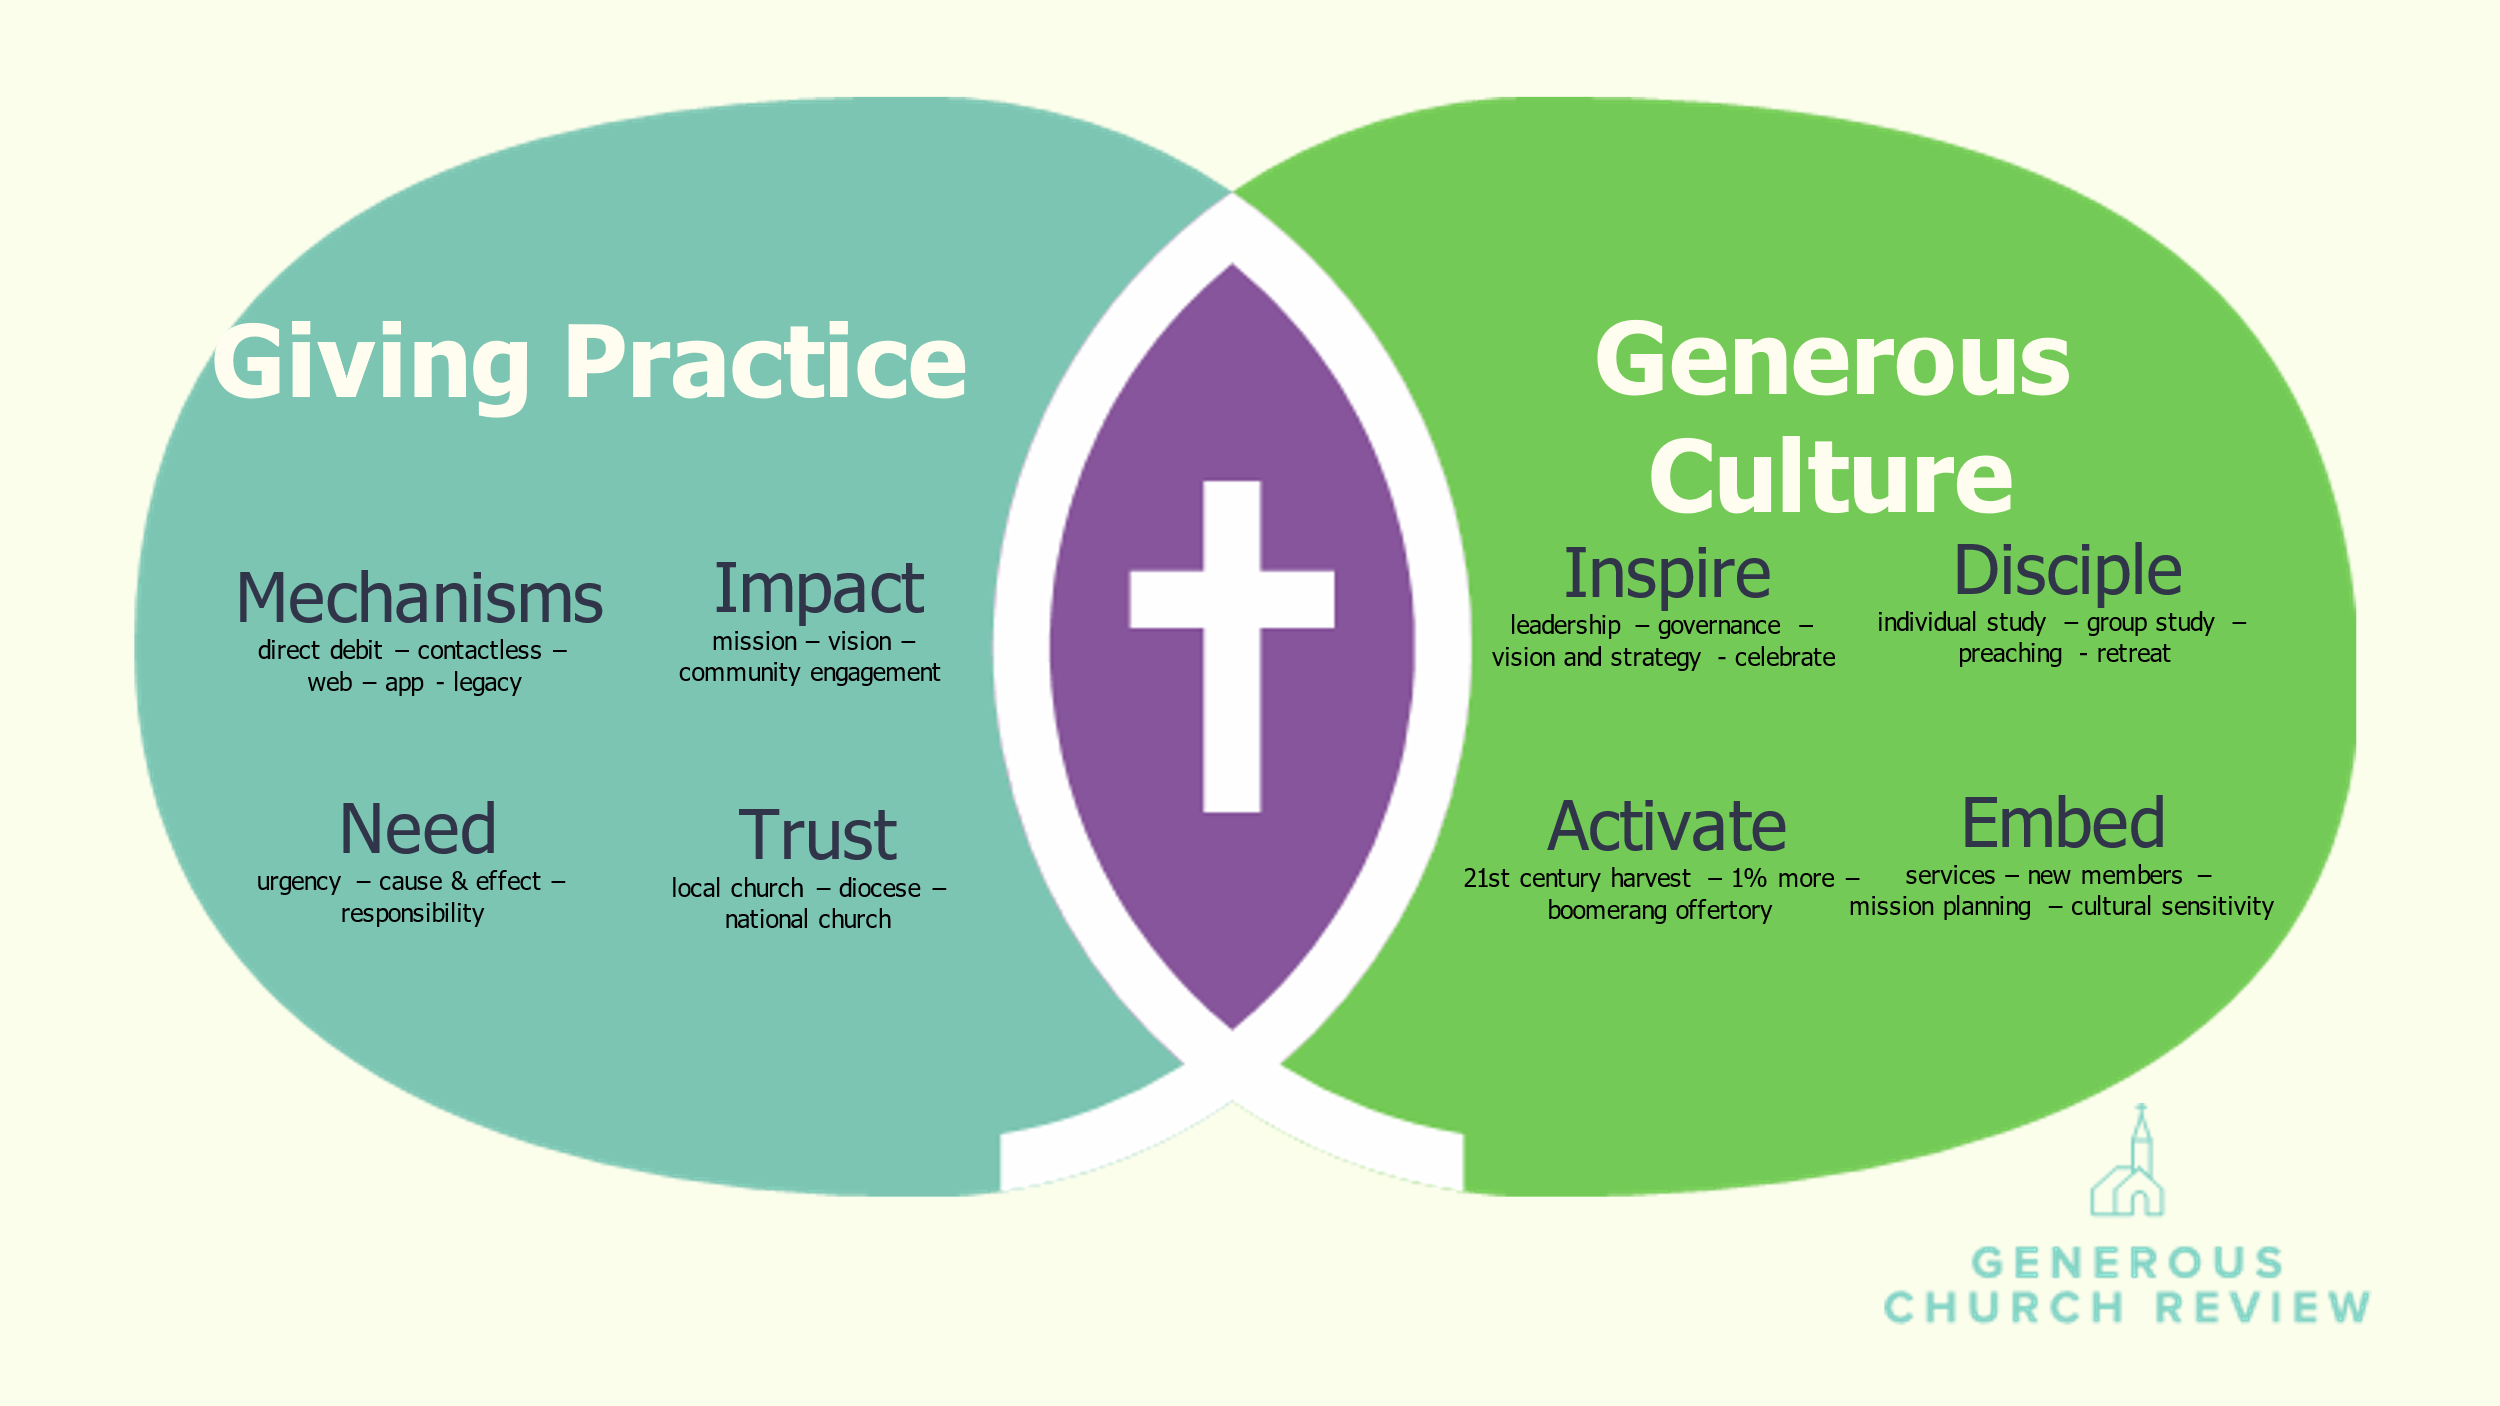 Giving Practice
Mechanisms
direct debit – contactless –
web – app - legacy
Impact
mission – vision –
community engagement
Need
urgency – cause & effect –
responsibility
Trust
local church – diocese –
national church
Generous
Culture
Inspire
leadership – governance –
vision and strategy - celebrate
Disciple
individual study – group study –
preaching - retreat
Activate
21st century harvest – 1% more –
boomerang offertory
Embed
services – new members –
mission planning – cultural sensitivity
GENEROUS
CHURCH REVIEW